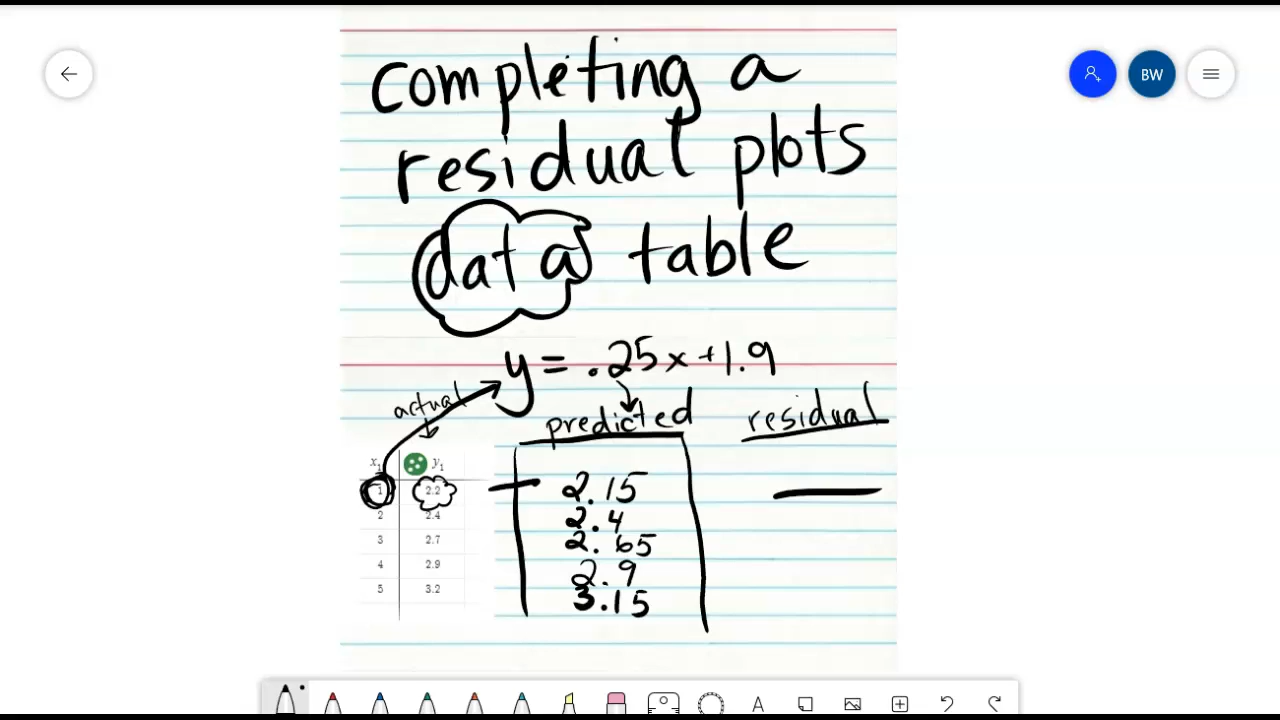 BW
completing a
residual plots
data table
y = .25x + 1.9
actual predicted residual
x₁ y₁
1 2.2 — 2.15
2 2.4 2.4
3 2.7 2.65
4 2.9 2.9
5 3.2 3.15
A